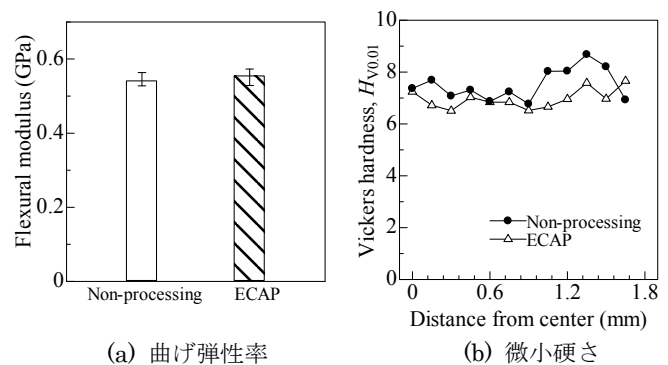 Flexural modulus (GPa)
0.6
0.4
0.2
0
Non-processing ECAP
(a) 曲げ弾性率
Vickers hardness, HV0.01
10
8
6
4
2
0
Non-processing
ECAP
0 0.6 1.2 1.8
Distance from center (mm)
(b) 微小硬さ